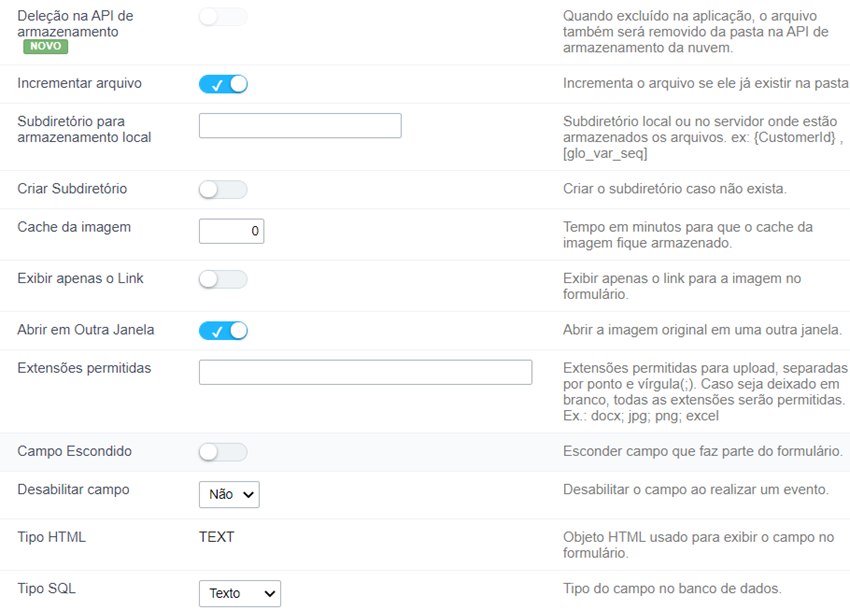 Deleção na API de
armazenamento
NOVO
Quando excluído na aplicação, o arquivo
também será removido da pasta na API de
armazenamento da nuvem.
Incrementar arquivo
Incrementa o arquivo se ele já existir na pasta
Subdiretório para
armazenamento local
Subdiretório local ou no servidor onde estão
armazenados os arquivos. ex: {CustomerId} ,
[glo_var_seq]
Criar Subdiretório
Criar o subdiretório caso não exista.
Cache da imagem
0
Tempo em minutos para que o cache da
imagem fique armazenado.
Exibir apenas o Link
Exibir apenas o link para a imagem no
formulário.
Abrir em Outra Janela
Abrir a imagem original em uma outra janela.
Extensões permitidas
Extensões permitidas para upload, separadas
por ponto e vírgula(;). Caso seja deixado em
branco, todas as extensões serão permitidas.
Ex.: docx; jpg; png; excel
Campo Escondido
Esconder campo que faz parte do formulário.
Desabilitar campo
Não
Desabilitar o campo ao realizar um evento.
Tipo HTML
TEXT
Objeto HTML usado para exibir o campo no
formulário.
Tipo SQL
Texto
Tipo do campo no banco de dados.